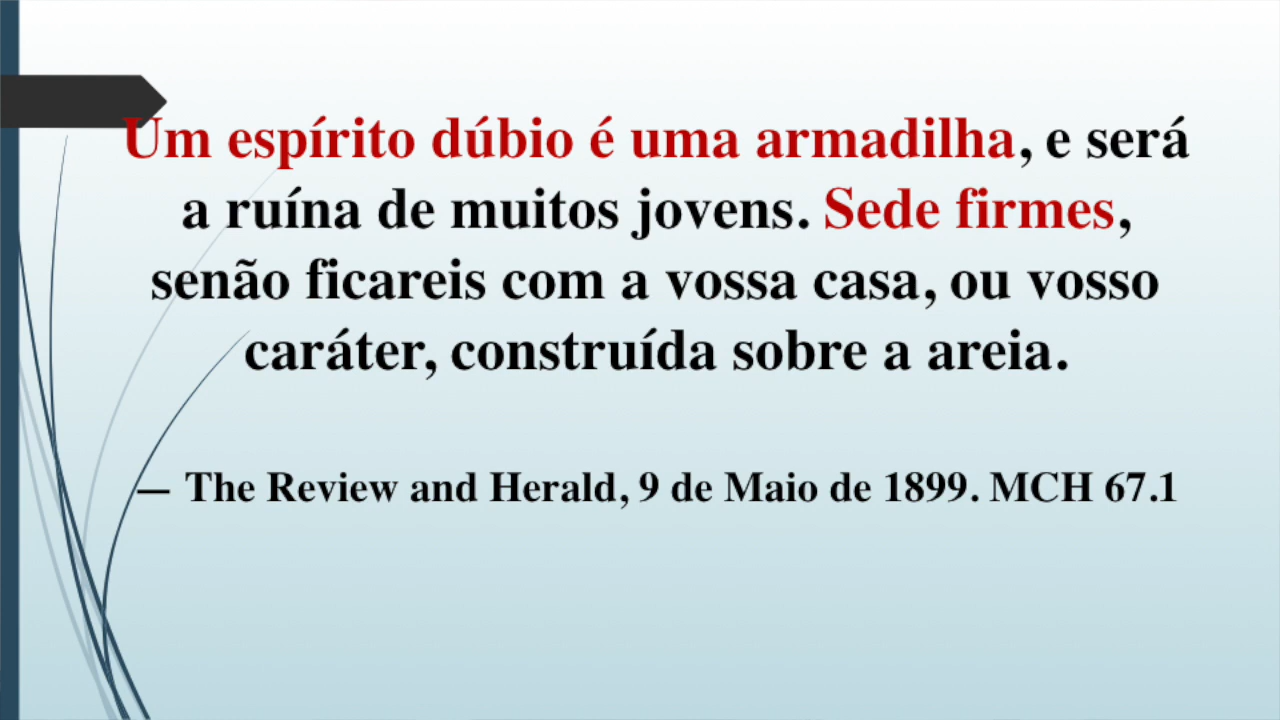 Um espírito dúbio é uma armadilha, e será
a ruína de muitos jovens. Sede firmes,
senão ficareis com a vossa casa, ou vosso
caráter, construída sobre a areia.
— The Review and Herald, 9 de Maio de 1899. MCH 67.1